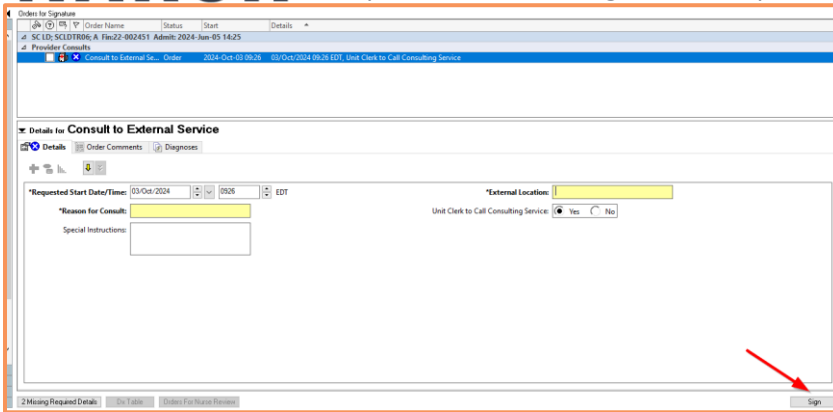 Orders for Signature
Order Name Status Start Details
SC LD; SCLDTR06; A Fin:22-002451 Admit: 2024-Jun-05 14:25
Provider Consults
Consult to External Se... Order 2024-Oct-03 09:26 03/Oct/2024 09:26 EDT, Unit Clerk to Call Consulting Service
Details for Consult to External Service
Details Order Comments Diagnoses
*Requested Start Date/Time: 03/Oct/2024 0926 EDT *External Location:
*Reason for Consult: Unit Clerk to Call Consulting Service: Yes No
Special Instructions:
2 Missing Required Details Dx Table Orders For Nurse Review Sign